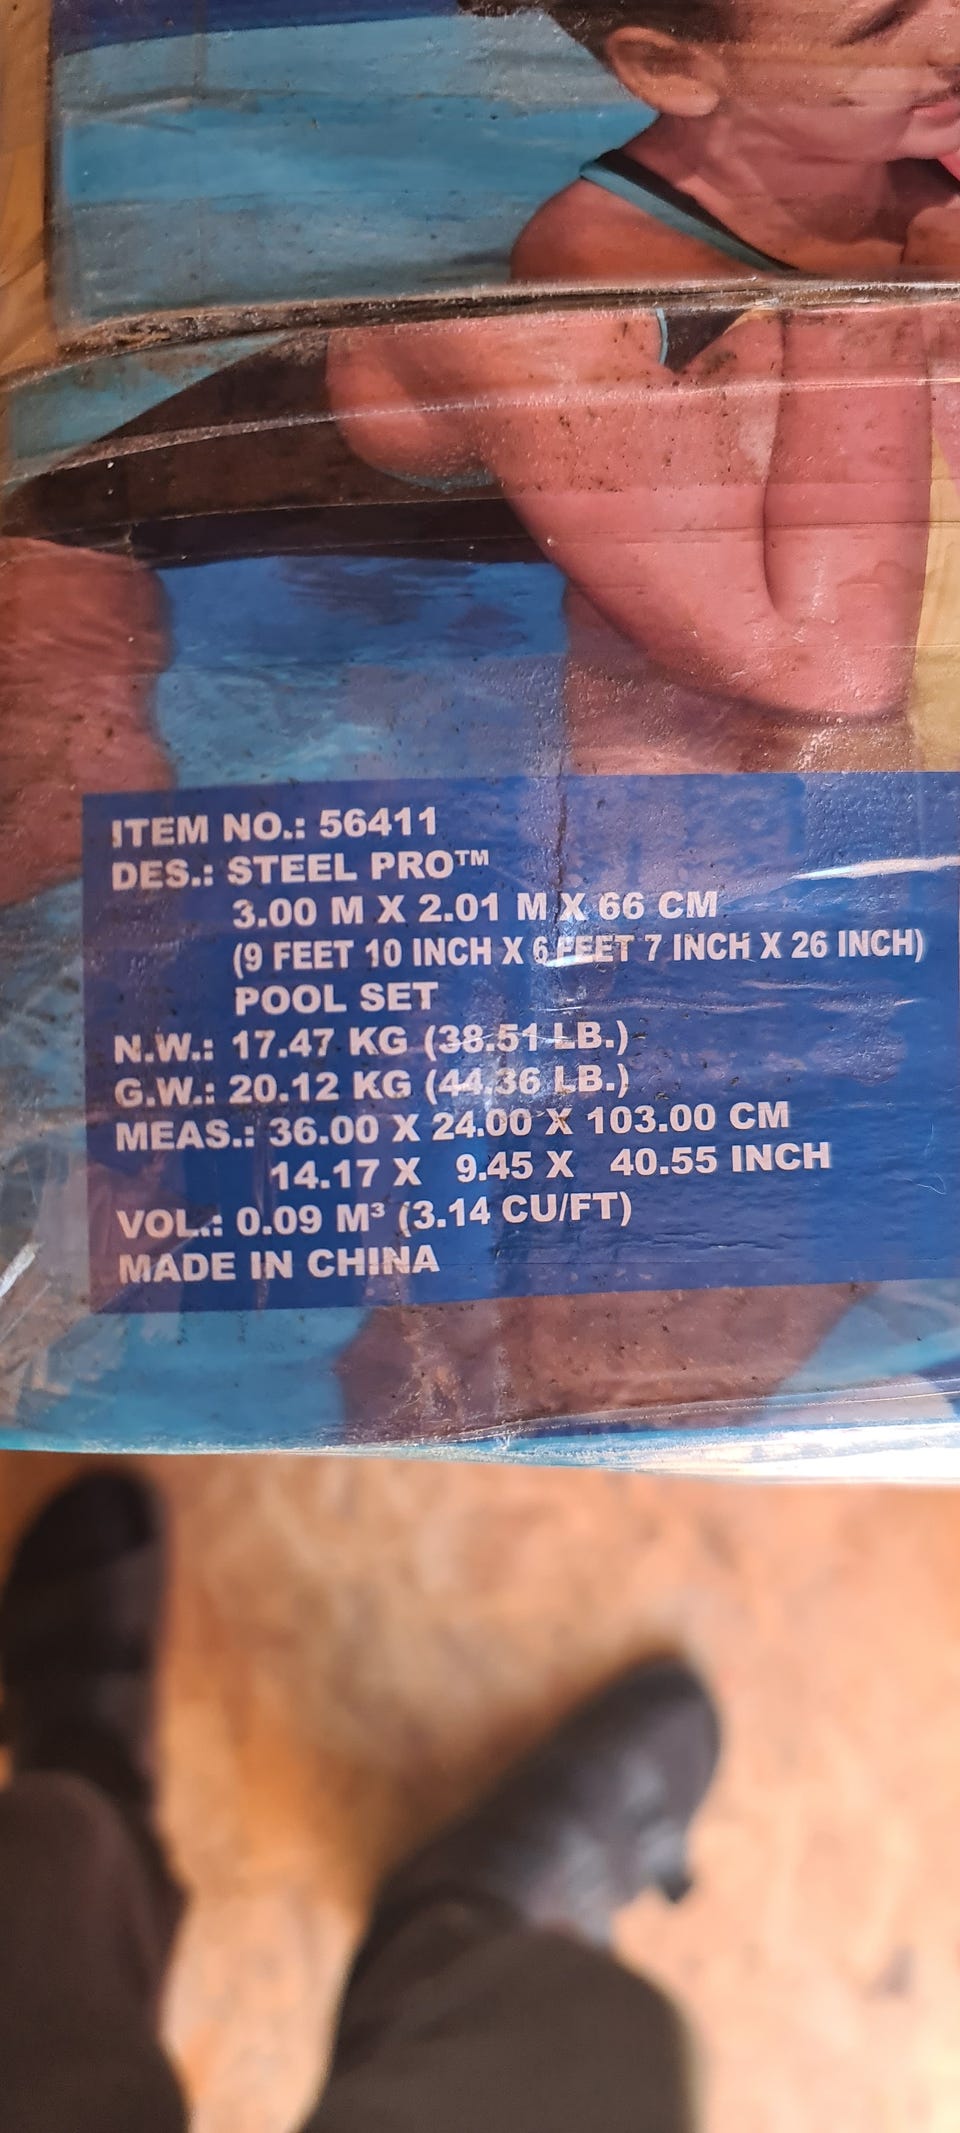 ITEM NO.: 56411
DES.: STEEL PRO™
3.00 M X 2.01 M X 66 CM
(9 FEET 10 INCH X 6 FEET 7 INCH X 26 INCH)
POOL SET
N.W.: 17.47 KG (38.51 LB.)
G.W.: 20.12 KG (44.36 LB.)
MEAS.: 36.00 X 24.00 X 103.00 CM
14.17 X 9.45 X 40.55 INCH
VOL.: 0.09 M³ (3.14 CU/FT)
MADE IN CHINA